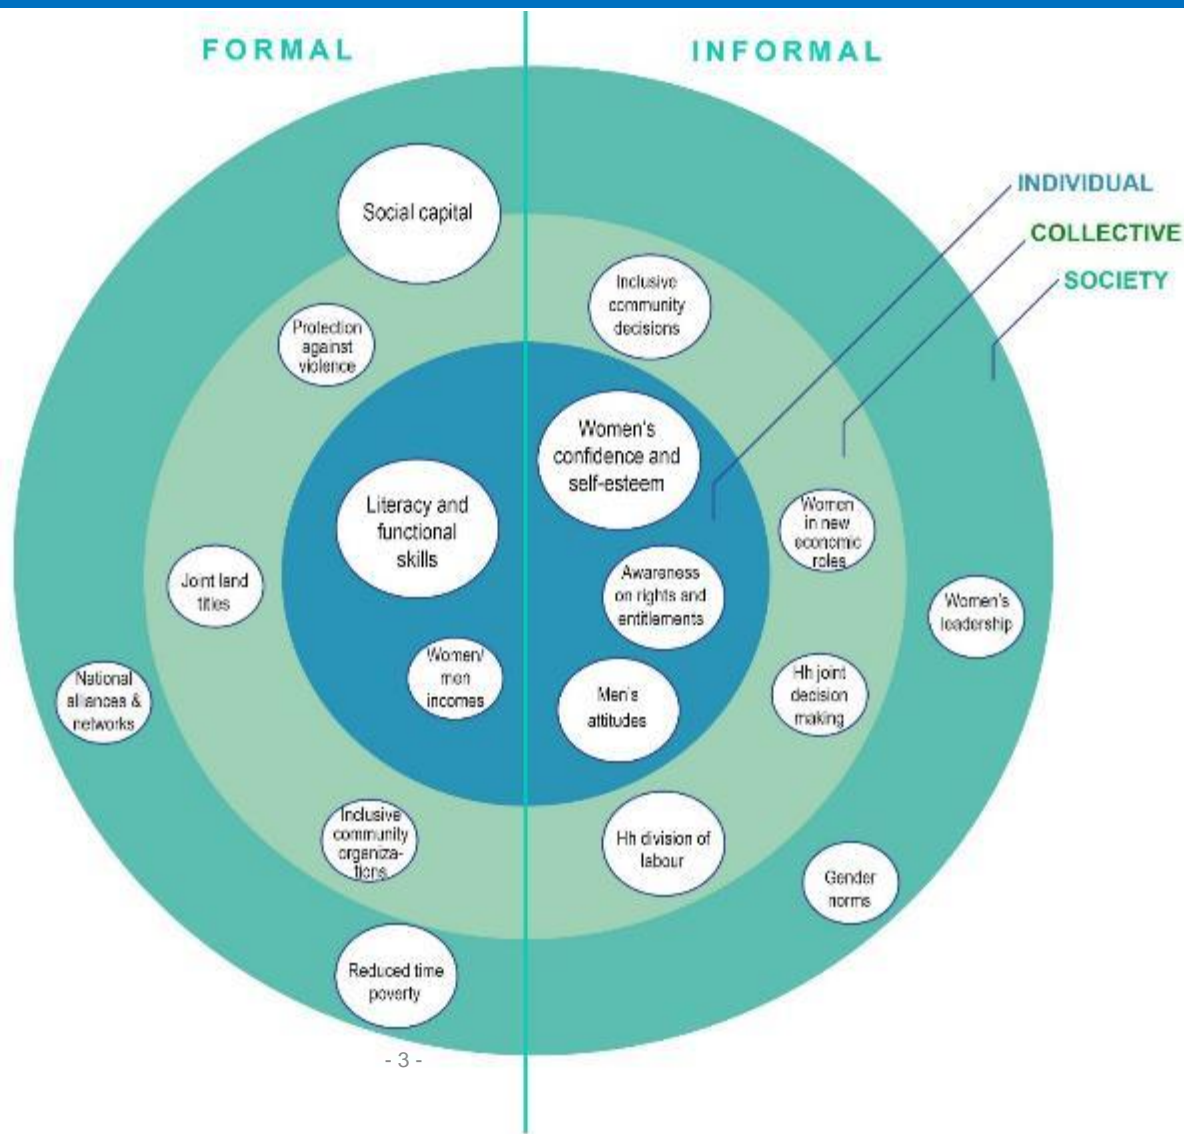 FORMAL
INFORMAL
INDIVIDUAL
COLLECTIVE
SOCIETY
Social capital
Inclusive
community
decisions
Protection
against
violence
Women's
confidence and
self-esteem
Literacy and
functional
skills
Women
in new
economic
roles
Joint land
titles
Awareness
on rights and
entitlements
Women's
leadership
National
alliances &
networks
Women/
men
incomes
Men's
attitudes
Hh joint
decision
making
Inclusive
community
organiza-
tions
Hh division of
labour
Gender
norms
Reduced time
poverty
- 3 -